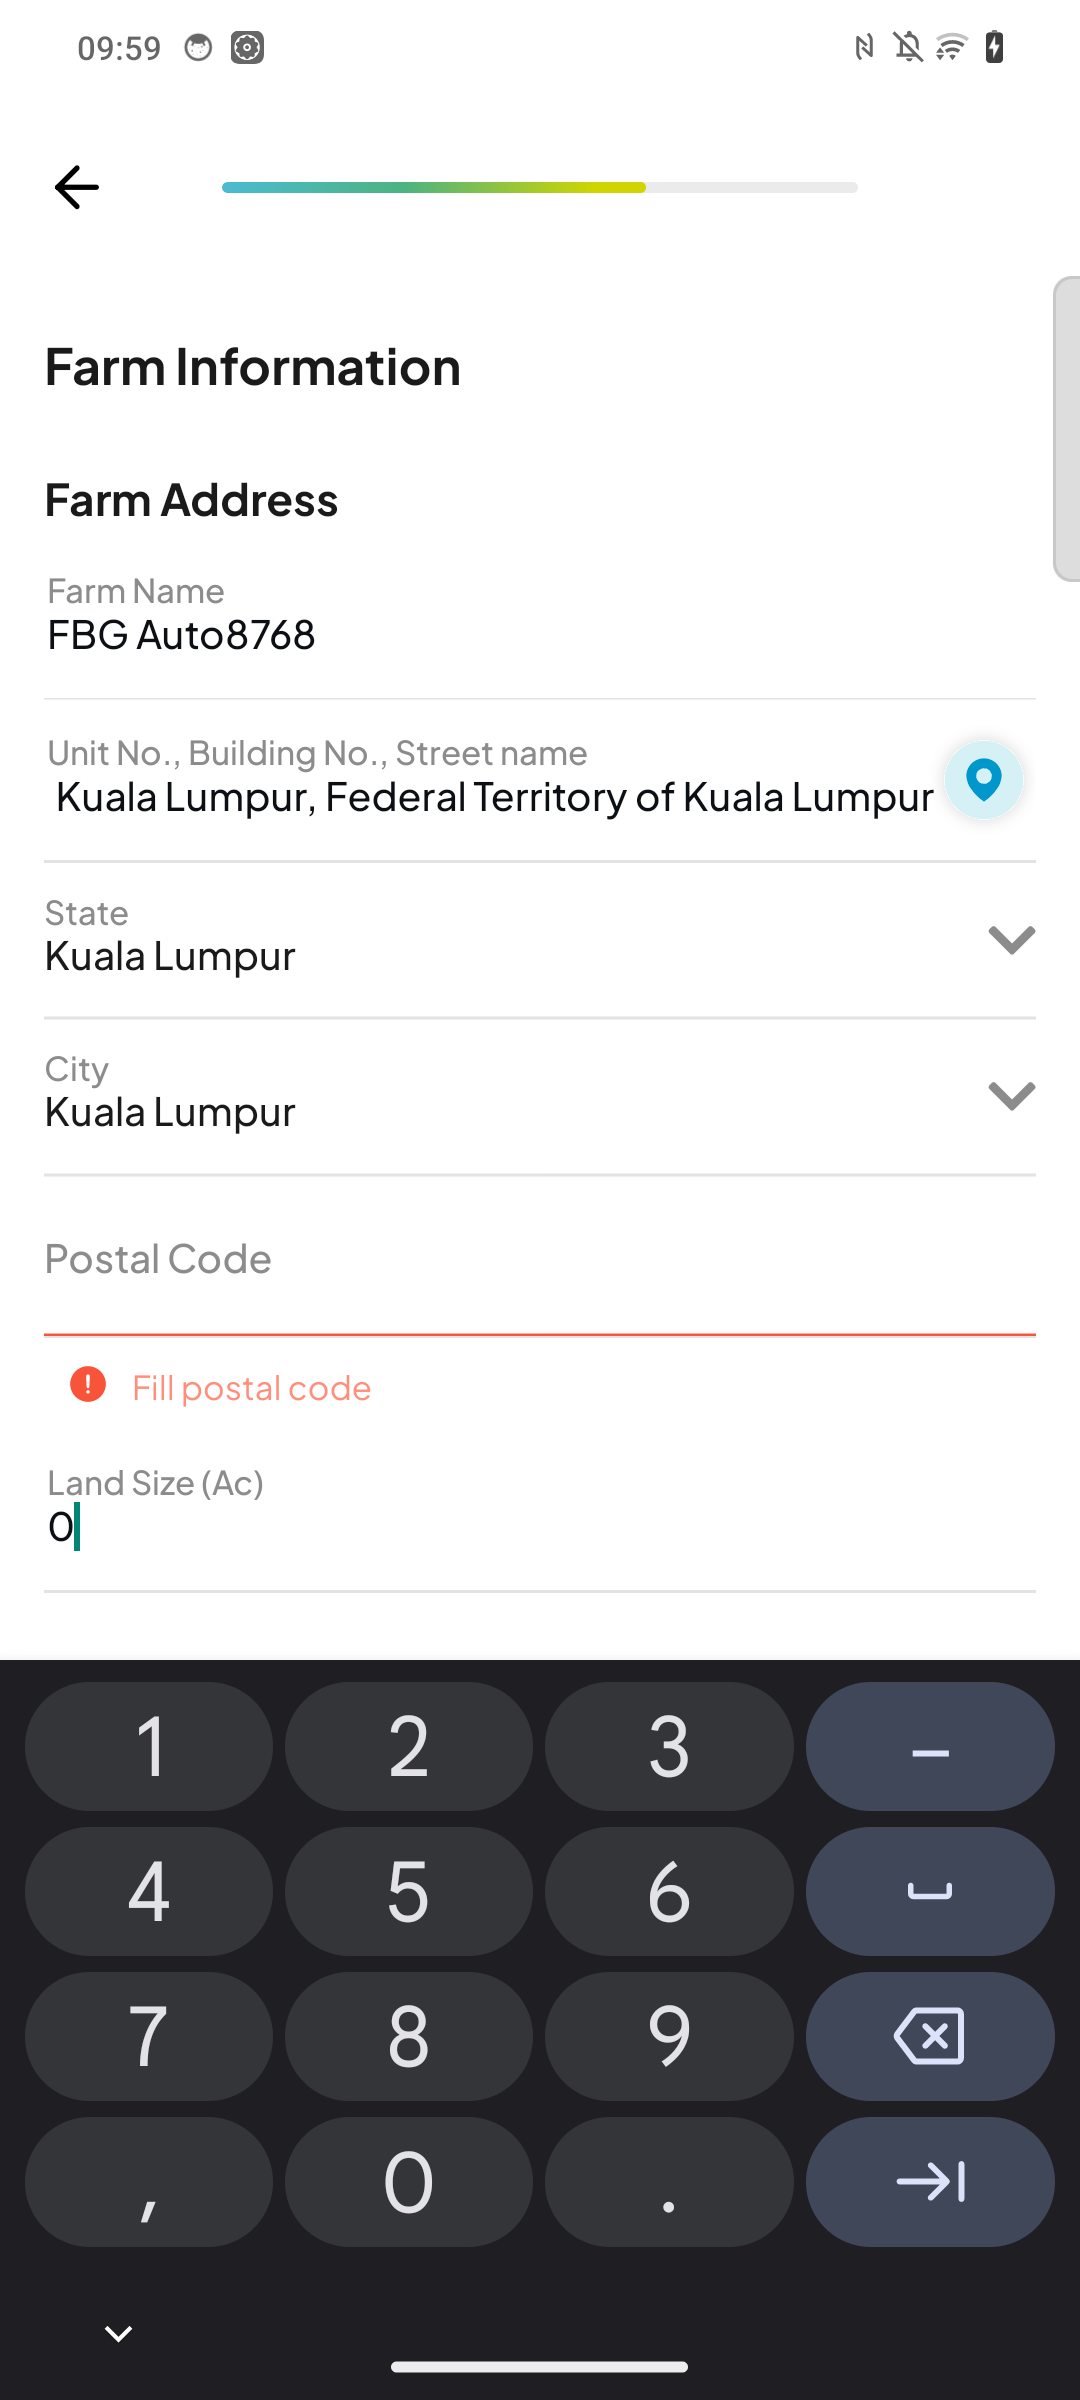 09:59
Farm Information
Farm Address
Farm Name
FBG Auto8768
Unit No., Building No., Street name
Kuala Lumpur, Federal Territory of Kuala Lumpur
State
Kuala Lumpur
City
Kuala Lumpur
Postal Code
Fill postal code
Land Size (Ac)
0
1 2 3 –
4 5 6
7 8 9
, 0 .